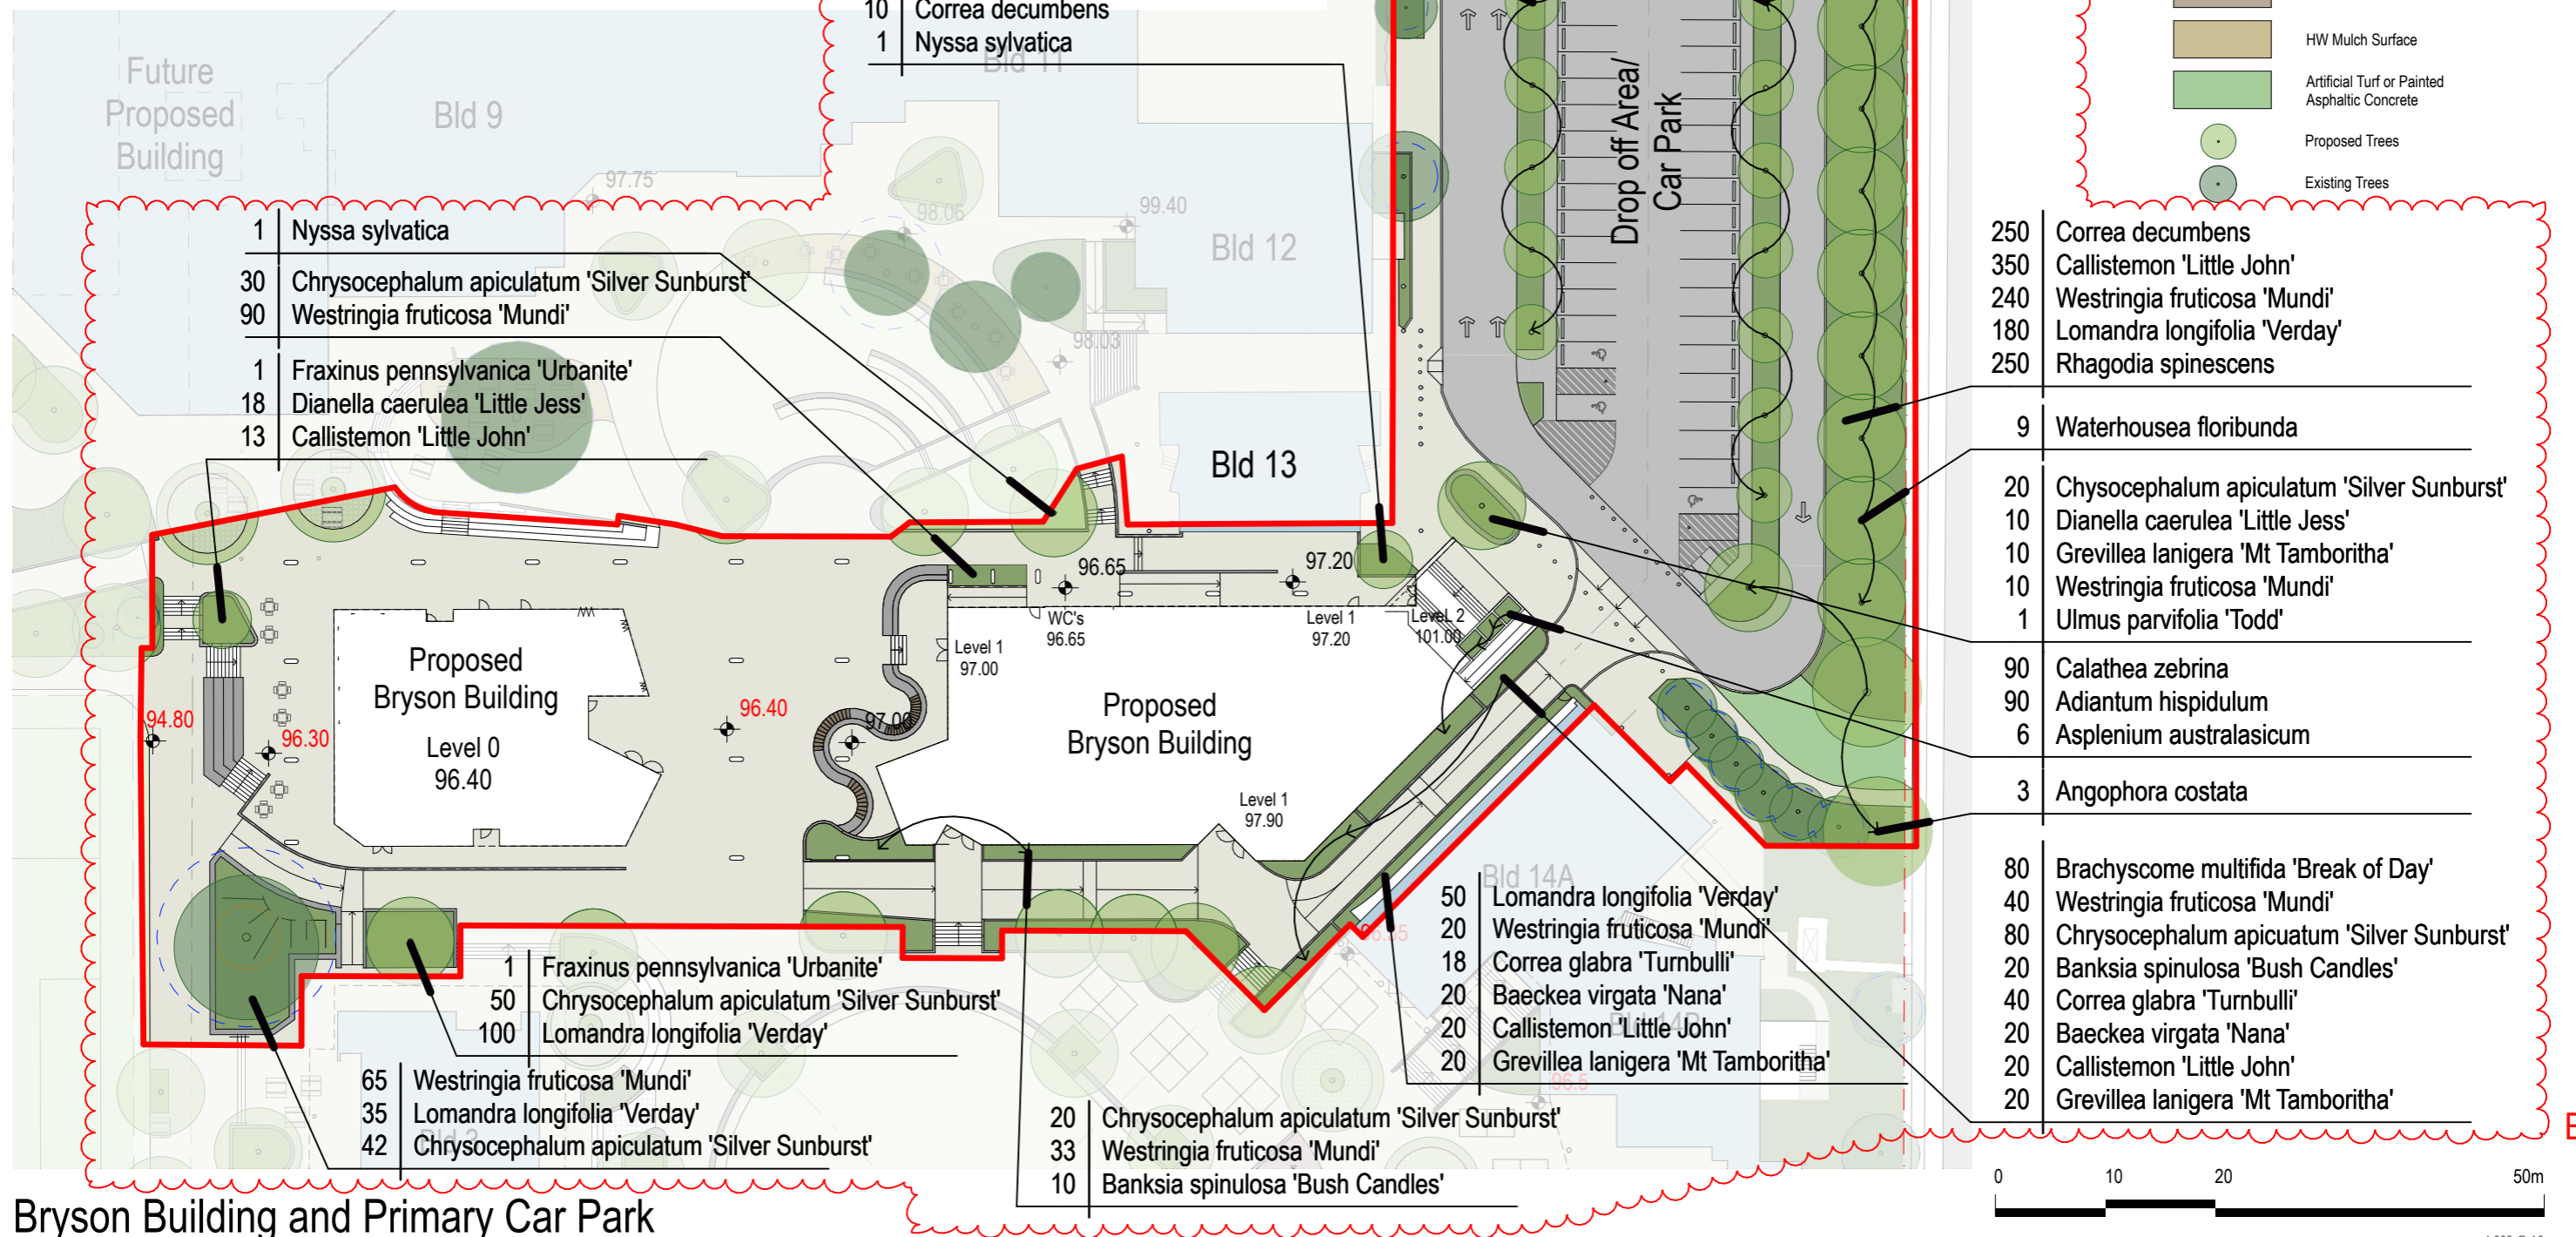 10 Correa decumbens
1 Nyssa sylvatica
Bld 11
HW Mulch Surface
Artificial Turf or Painted
Asphaltic Concrete
Proposed Trees
Existing Trees
Future
Proposed
Building
Bld 9
97.75
98.06
99.40
Bld 12
98.03
Bld 13
Drop off Area/
Car Park
1 Nyssa sylvatica
30 Chrysocephalum apiculatum 'Silver Sunburst'
90 Westringia fruticosa 'Mundi'
1 Fraxinus pennsylvanica 'Urbanite'
18 Dianella caerulea 'Little Jess'
13 Callistemon 'Little John'
250 Correa decumbens
350 Callistemon 'Little John'
240 Westringia fruticosa 'Mundi'
180 Lomandra longifolia 'Verday'
250 Rhagodia spinescens
9 Waterhousea floribunda
20 Chysocephalum apiculatum 'Silver Sunburst'
10 Dianella caerulea 'Little Jess'
10 Grevillea lanigera 'Mt Tamboritha'
10 Westringia fruticosa 'Mundi'
1 Ulmus parvifolia 'Todd'
90 Calathea zebrina
90 Adiantum hispidulum
6 Asplenium australasicum
3 Angophora costata
80 Brachyscome multifida 'Break of Day'
40 Westringia fruticosa 'Mundi'
80 Chrysocephalum apicuatum 'Silver Sunburst'
20 Banksia spinulosa 'Bush Candles'
40 Correa glabra 'Turnbulli'
20 Baeckea virgata 'Nana'
20 Callistemon 'Little John'
20 Grevillea lanigera 'Mt Tamboritha'
96.65
97.20
WC's
96.65
Level 1
97.20
Level 2
101.00
Level 1
97.00
Proposed
Bryson Building
Level 0
96.40
94.80
96.30
96.40
97.00
Proposed
Bryson Building
Level 1
97.90
Bld 14A
50 Lomandra longifolia 'Verday'
20 Westringia fruticosa 'Mundi'
18 Correa glabra 'Turnbulli'
20 Baeckea virgata 'Nana'
20 Callistemon 'Little John'
20 Grevillea lanigera 'Mt Tamboritha'
Bld 14B
96.5
1 Fraxinus pennsylvanica 'Urbanite'
50 Chrysocephalum apiculatum 'Silver Sunburst'
100 Lomandra longifolia 'Verday'
65 Westringia fruticosa 'Mundi'
35 Lomandra longifolia 'Verday'
42 Chrysocephalum apiculatum 'Silver Sunburst'
Bld 3
20 Chrysocephalum apiculatum 'Silver Sunburst'
33 Westringia fruticosa 'Mundi'
10 Banksia spinulosa 'Bush Candles'
0 10 20 50m
Bryson Building and Primary Car Park